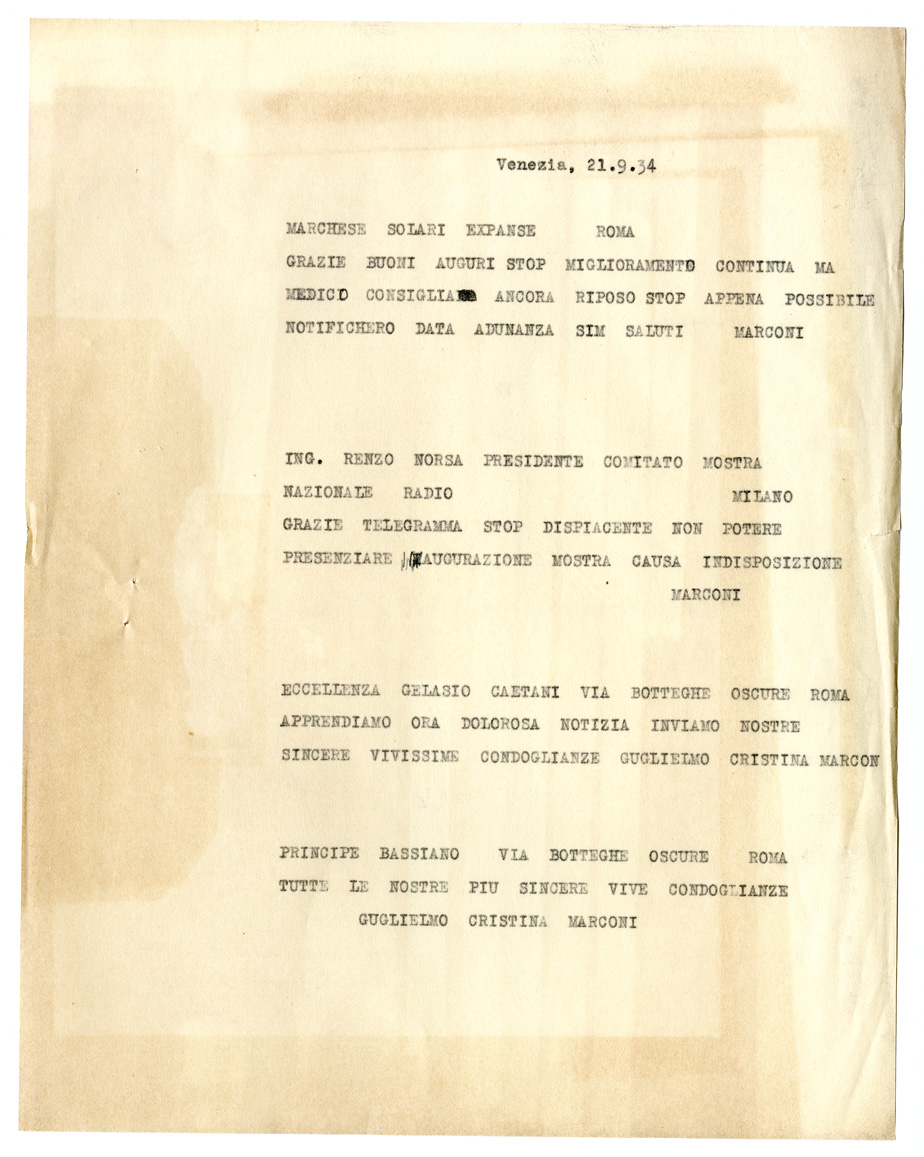 Venezia, 21.9.34
MARCHESE SOLARI EXPANSE ROMA
GRAZIE BUONI AUGURI STOP MIGLIORAMENTO CONTINUA MA
MEDICO CONSIGLIA ANCORA RIPOSO STOP APPENA POSSIBILE
NOTIFICHERO DATA ADUNANZA SIM SALUTI MARCONI
ING. RENZO NORSA PRESIDENTE COMITATO MOSTRA
NAZIONALE RADIO MILANO
GRAZIE TELEGRAMMA STOP DISPIACENTE NON POTERE
PRESENZIARE INAUGURAZIONE MOSTRA CAUSA INDISPOSIZIONE
MARCONI
ECCELLENZA GELASIO CAETANI VIA BOTTEGHE OSCURE ROMA
APPRENDIAMO ORA DOLOROSA NOTIZIA INVIAMO NOSTRE
SINCERE VIVISSIME CONDOGLIANZE GUGLIELMO CRISTINA MARCON
PRINCIPE BASSIANO VIA BOTTEGHE OSCURE ROMA
TUTTE LE NOSTRE PIU SINCERE VIVE CONDOGLIANZE
GUGLIELMO CRISTINA MARCONI